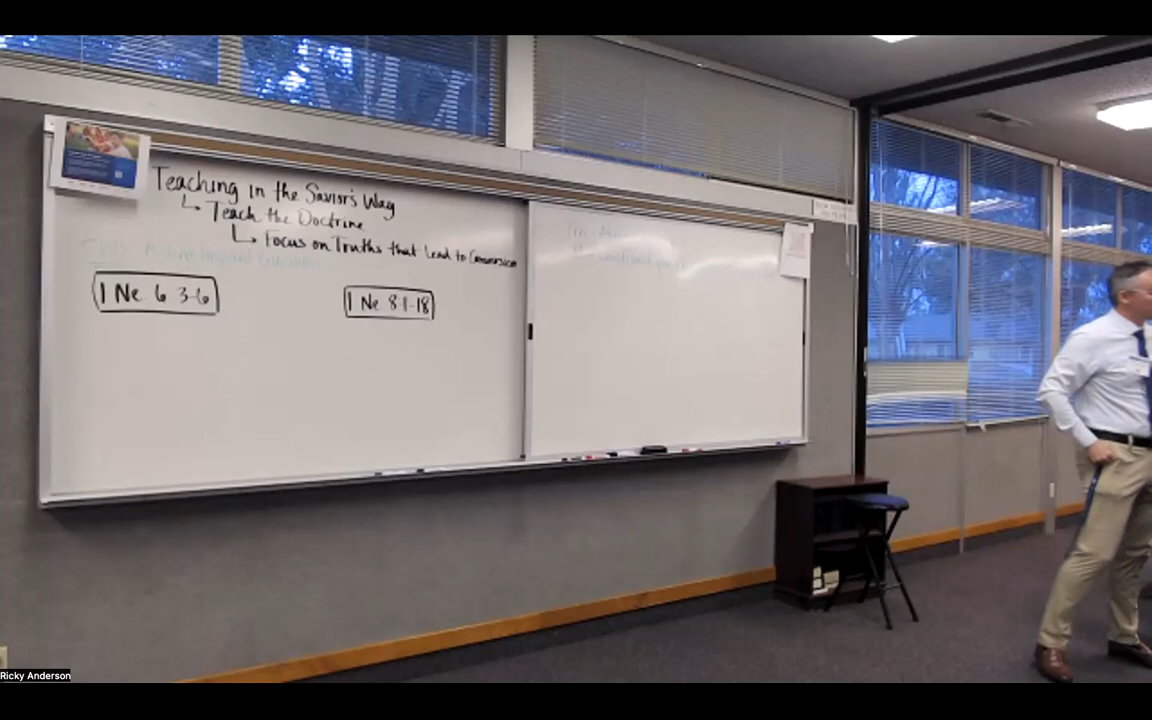 Teaching in the Savior's Way
↳ Teach the Doctrine
↳ Focus on Truths that Lead to Conversion
1 Ne. 6 3-6
1 Ne 8:1-18
Ricky Anderson